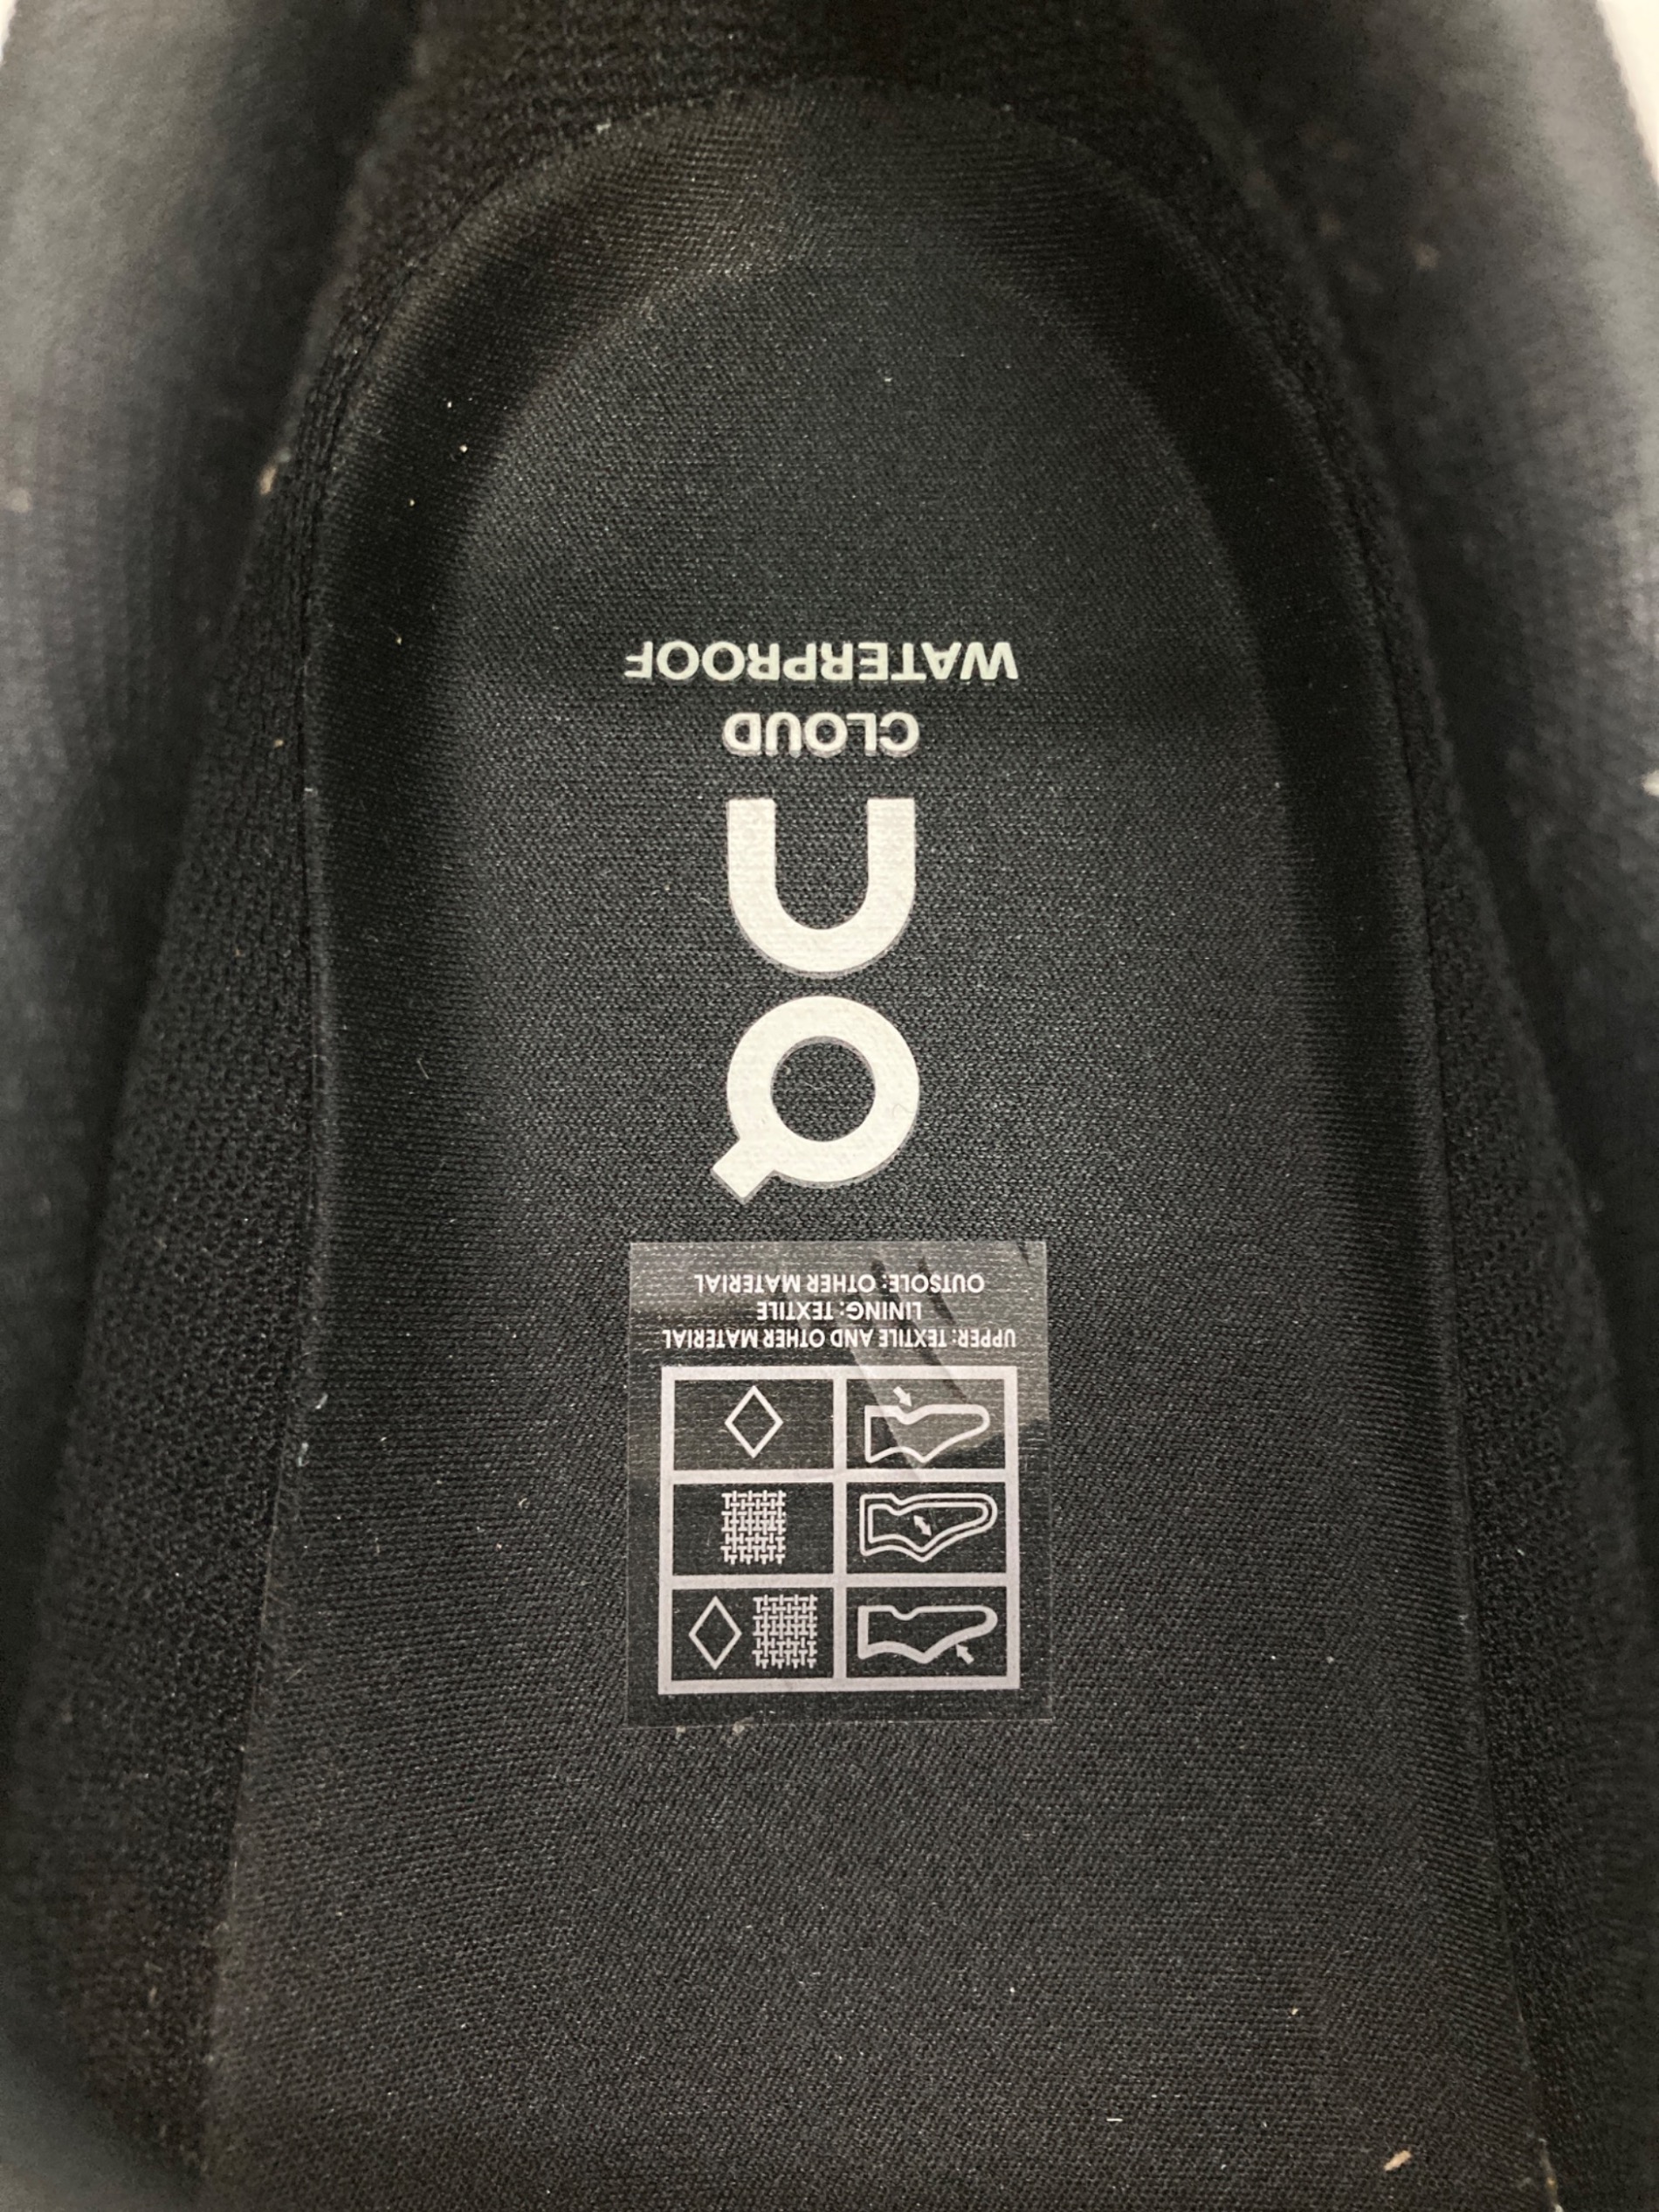 UPPER: TEXTILE AND OTHER MATERIAL
LINING: TEXTILE
OUTSOLE: OTHER MATERIAL
On
CLOUD
WATERPROOF